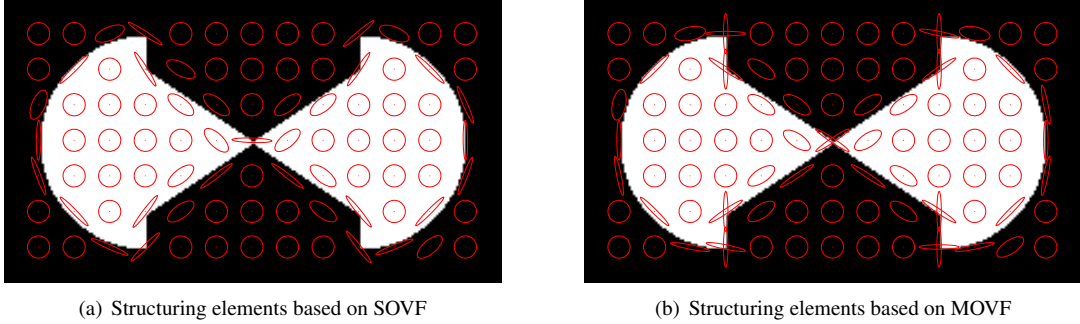 (a) Structuring elements based on SOVF
(b) Structuring elements based on MOVF